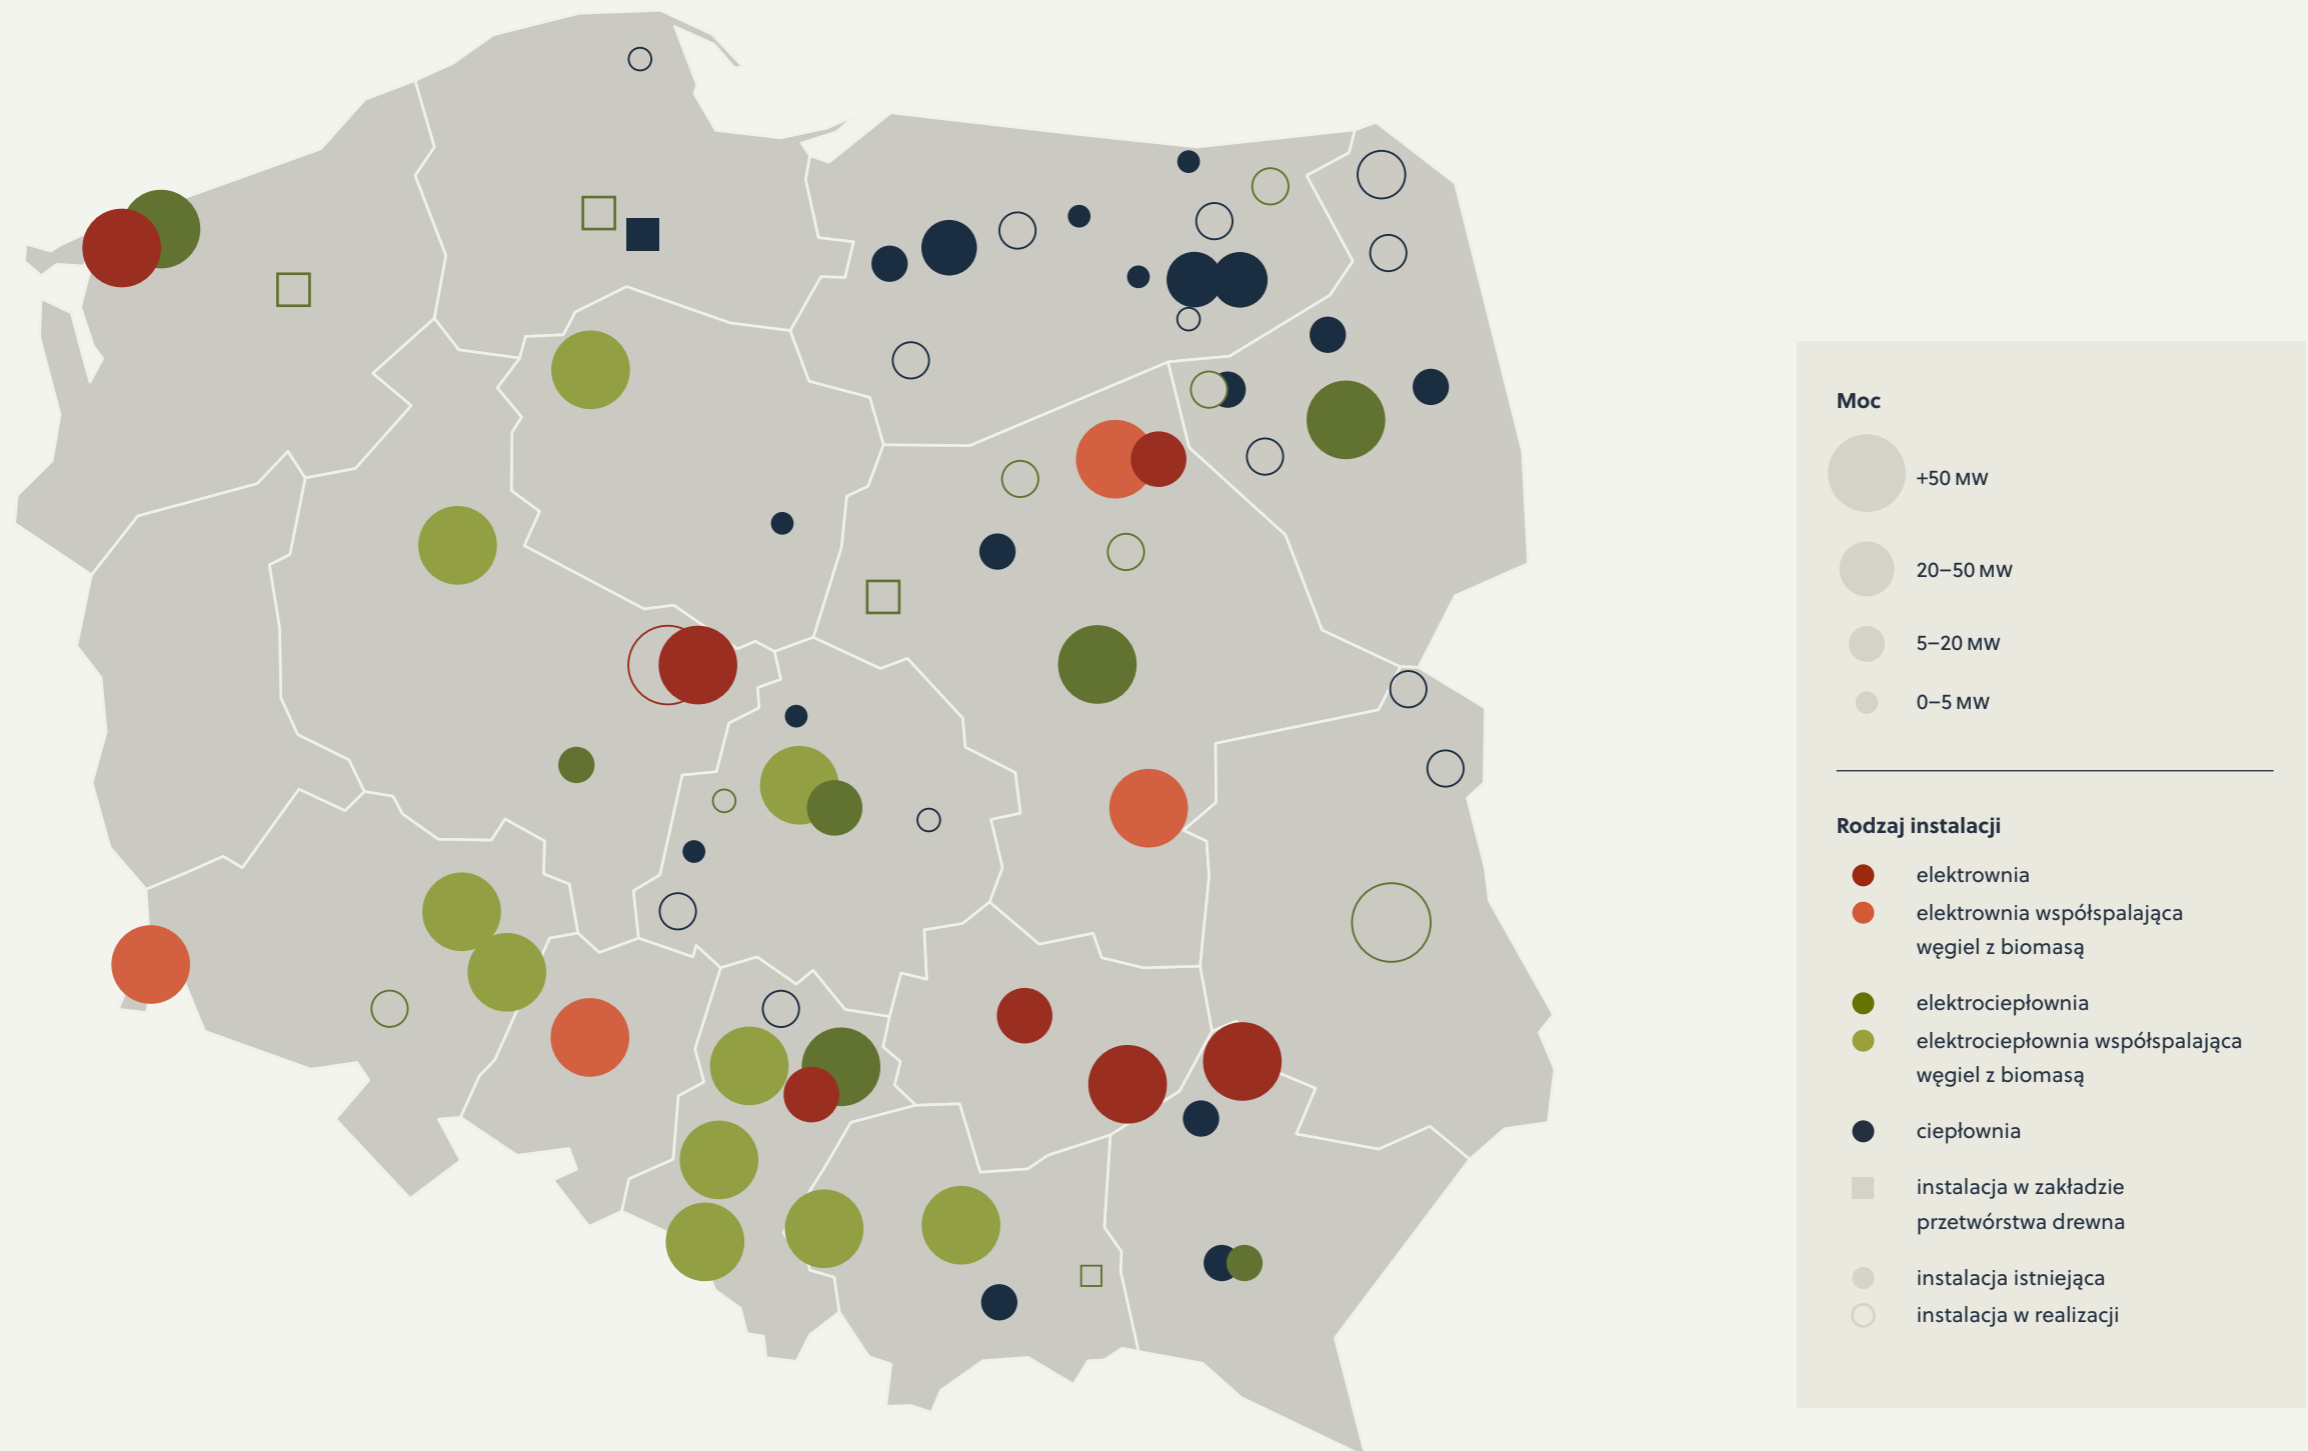 Moc
+50 MW
20–50 MW
5–20 MW
0–5 MW
Rodzaj instalacji
elektrownia
elektrownia współspalająca
węgiel z biomasą
elektrociepłownia
elektrociepłownia współspalająca
węgiel z biomasą
ciepłownia
instalacja w zakładzie
przetwórstwa drewna
instalacja istniejąca
instalacja w realizacji